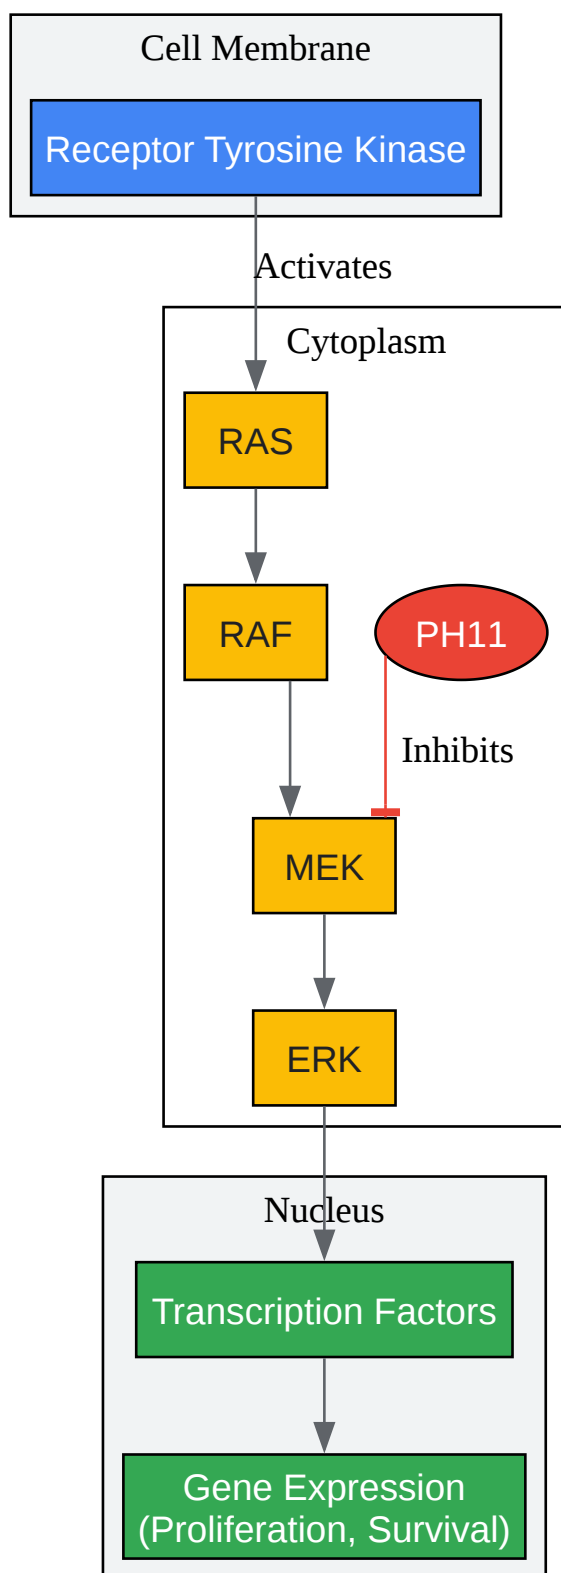 Cell Membrane
Receptor Tyrosine Kinase
Activates
Cytoplasm
RAS
RAF
PH11
Inhibits
MEK
ERK
Nucleus
Transcription Factors
Gene Expression
(Proliferation, Survival)